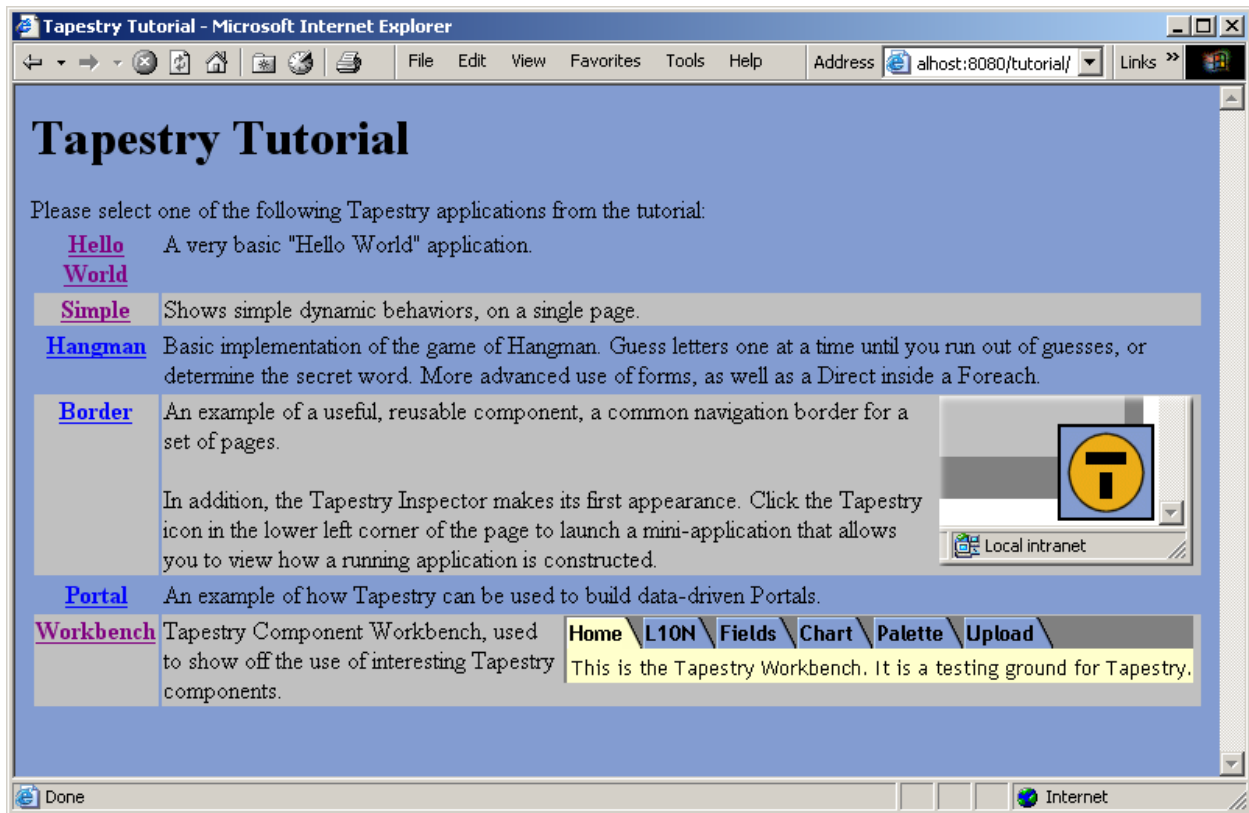 Tapestry Tutorial - Microsoft Internet Explorer
File Edit View Favorites Tools Help Address alhost:8080/tutorial/ Links »
Tapestry Tutorial
Please select one of the following Tapestry applications from the tutorial:
Hello World
A very basic "Hello World" application.
Simple
Shows simple dynamic behaviors, on a single page.
Hangman
Basic implementation of the game of Hangman. Guess letters one at a time until you run out of guesses, or
determine the secret word. More advanced use of forms, as well as a Direct inside a Foreach.
Border
An example of a useful, reusable component, a common navigation border for a
set of pages.
In addition, the Tapestry Inspector makes its first appearance. Click the Tapestry
icon in the lower left corner of the page to launch a mini-application that allows
you to view how a running application is constructed.
Local intranet
Portal
An example of how Tapestry can be used to build data-driven Portals.
Workbench
Tapestry Component Workbench, used
to show off the use of interesting Tapestry
components.
Home L10N Fields Chart Palette Upload
This is the Tapestry Workbench. It is a testing ground for Tapestry.
Done Internet